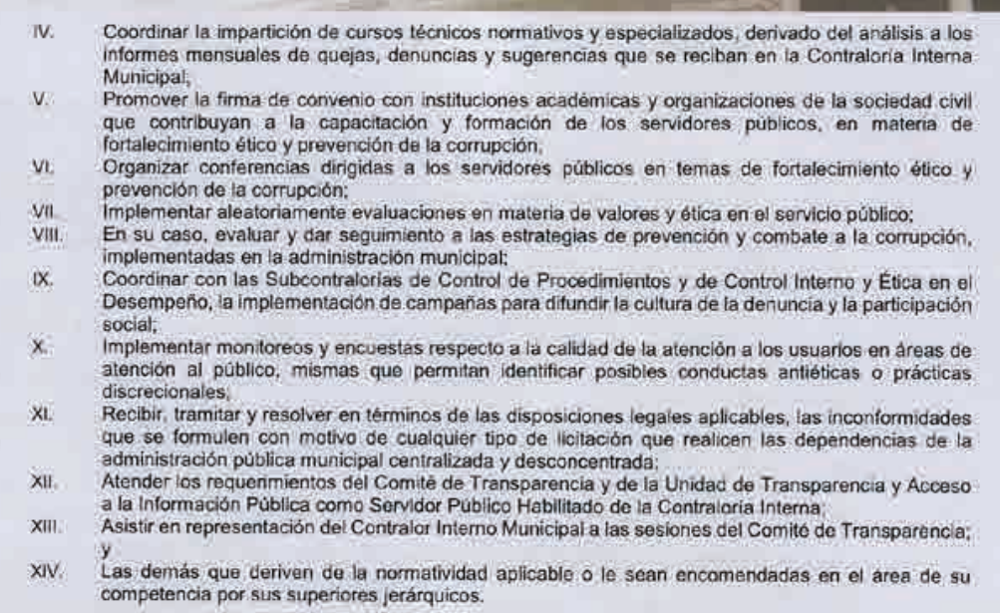 IV. Coordinar la impartición de cursos técnicos normativos y especializados, derivado del análisis a los
informes mensuales de quejas, denuncias y sugerencias que se reciban en la Contraloría Interna
Municipal;
V. Promover la firma de convenio con instituciones académicas y organizaciones de la sociedad civil
que contribuyan a la capacitación y formación de los servidores públicos, en materia de
fortalecimiento ético y prevención de la corrupción;
VI. Organizar conferencias dirigidas a los servidores públicos en temas de fortalecimiento ético y
prevención de la corrupción;
VII. Implementar aleatoriamente evaluaciones en materia de valores y ética en el servicio público;
VIII. En su caso, evaluar y dar seguimiento a las estrategias de prevención y combate a la corrupción,
implementadas en la administración municipal;
IX. Coordinar con las Subcontralorías de Control de Procedimientos y de Control Interno y Ética en el
Desempeño, la implementación de campañas para difundir la cultura de la denuncia y la participación
social;
X. Implementar monitoreos y encuestas respecto a la calidad de la atención a los usuarios en áreas de
atención al público, mismas que permitan identificar posibles conductas antiéticas o prácticas
discrecionales;
XI. Recibir, tramitar y resolver en términos de las disposiciones legales aplicables, las inconformidades
que se formulen con motivo de cualquier tipo de licitación que realicen las dependencias de la
administración pública municipal centralizada y desconcentrada;
XII. Atender los requerimientos del Comité de Transparencia y de la Unidad de Transparencia y Acceso
a la Información Pública como Servidor Público Habilitado de la Contraloría Interna;
XIII. Asistir en representación del Contralor Interno Municipal a las sesiones del Comité de Transparencia;
y
XIV. Las demás que deriven de la normatividad aplicable o le sean encomendadas en el área de su
competencia por sus superiores jerárquicos.